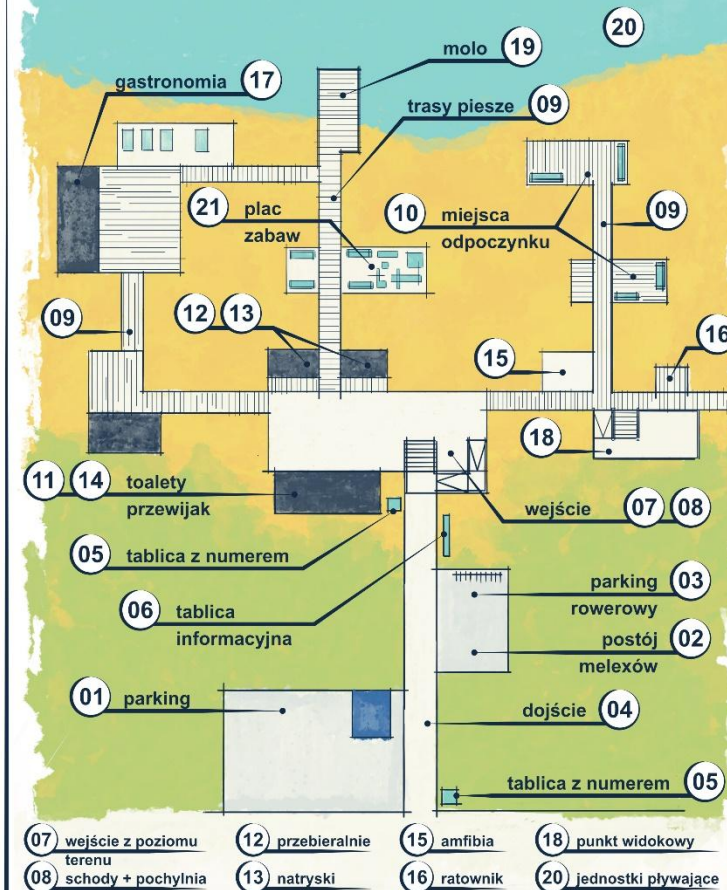 20
molo 19
gastronomia 17
trasy piesze 09
21 plac
zabaw
10 miejsca
odpoczynku
09
09
12 13
15
16
18
11 14 toalety
przewijak
wejście 07 08
05 tablica z numerem
06 tablica
informacyjna
parking 03
rowerowy
postój 02
melexów
01 parking
dojście 04
tablica z numerem 05
07 wejście z poziomu
terenu
12 przebieralnie
15 amfibia
18 punkt widokowy
08 schody + pochylnia
13 natryski
16 ratownik
20 jednostki pływające